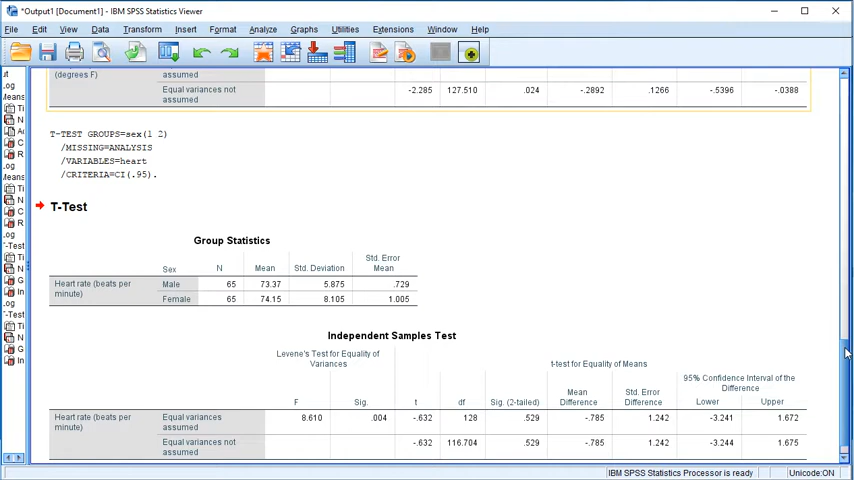 *Output1 [Document1] - IBM SPSS Statistics Viewer
File Edit View Data Transform Insert Format Analyze Graphs Utilities Extensions Window Help
(degrees F) assumed
Equal variances not assumed -2.285 127.510 .024 -.2892 .1266 -.5396 -.0388
T-TEST GROUPS=sex(1 2)
/MISSING=ANALYSIS
/VARIABLES=heart
/CRITERIA=CI(.95).
T-Test
Group Statistics
Sex N Mean Std. Deviation Std. Error Mean
Heart rate (beats per minute) Male 65 73.37 5.875 .729
Female 65 74.15 8.105 1.005
Independent Samples Test
Levene's Test for Equality of Variances t-test for Equality of Means
95% Confidence Interval of the Difference
F Sig. t df Sig. (2-tailed) Mean Difference Std. Error Difference Lower Upper
Heart rate (beats per minute) Equal variances assumed 8.610 .004 -.632 128 .529 -.785 1.242 -3.241 1.672
Equal variances not assumed -.632 116.704 .529 -.785 1.242 -3.244 1.675
IBM SPSS Statistics Processor is ready Unicode:ON